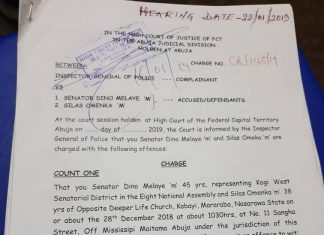 HEARING DATE - 22/01/2019
IN THE HIGH COURT OF JUSTICE OF FCT
IN THE ABUJA JUDICIAL DIVISION
HOLDEN AT ABUJA
CHARGE NO.
BETWEEN:
INSPECTOR-GENERAL OF POLICE COMPLAINANT
AND
1. SENATOR DINO MELAYE 'M'
2. SILAS OWENKA 'M' ACCUSED/DEFENDANTS
At the court session holden at High Court of the Federal Capital Territory
Abuja on day of 2019, the Court is informed by the Inspector
General of Police that you Senator Dino Melaye 'm' and Silas Omeka 'm' are
charged with the following offences:
CHARGE
COUNT ONE
That you Senator Dino Melaye 'm' 45 yrs, representing Kogi West
Senatorial District in the Eight National Assembly and Silas Omenka 'm' 38
yrs of Opposite Deeper Life Church, Kabayi, Mararaba, Nasarawa State on
or about the 28th December 2018 at about 1030hrs, at No. 11 Sangha
Street, Off Mississippi Maitama Abuja under the jurisdiction of this